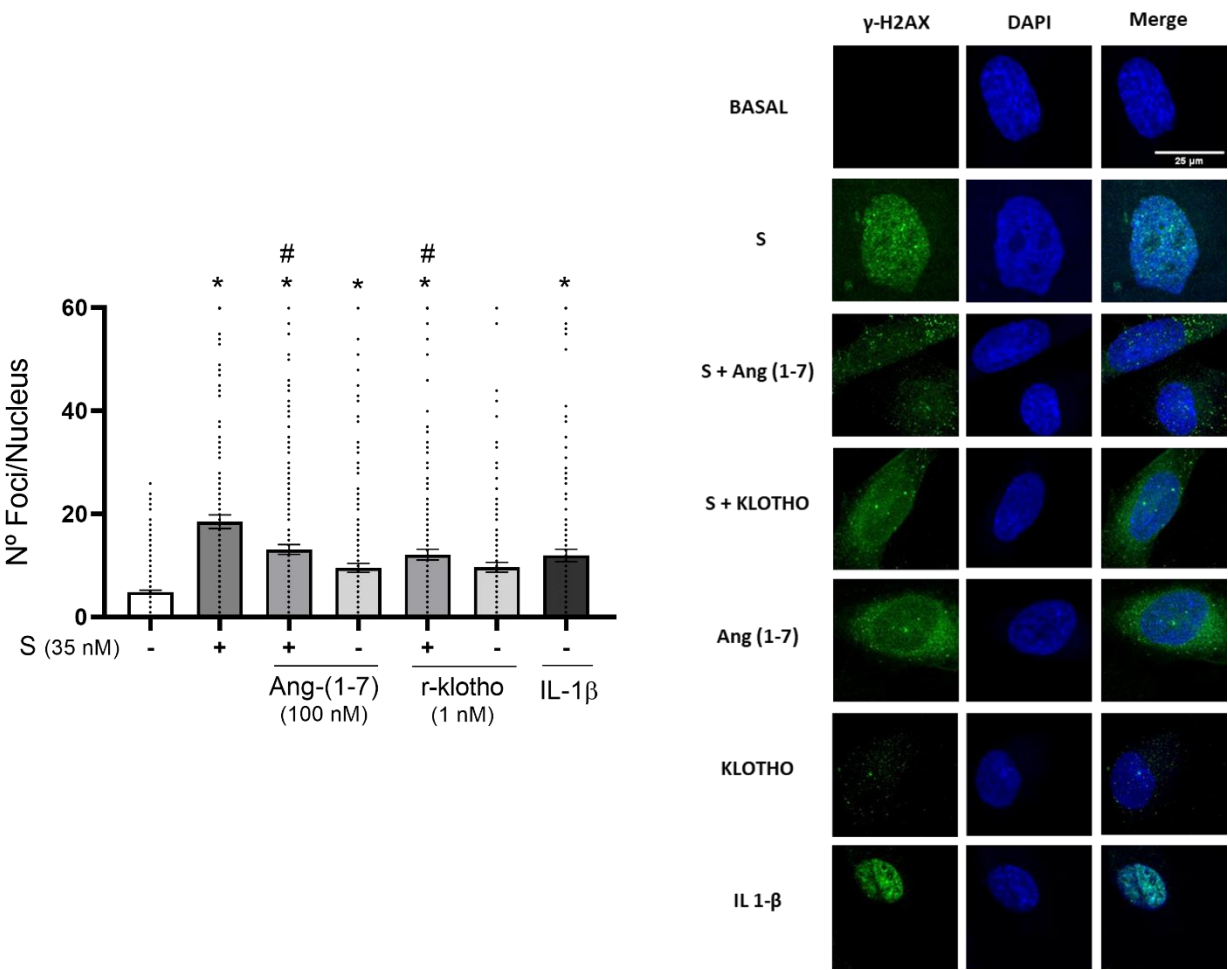 # #
* * * * *
60
40
20
0
Nº Foci/Nucleus
S (35 nM) - + + - + - -
Ang-(1-7) r-klotho IL-1β
(100 nM) (1 nM)
γ-H2AX DAPI Merge
BASAL
25 µm
S
S + Ang (1-7)
S + KLOTHO
Ang (1-7)
KLOTHO
IL 1-β